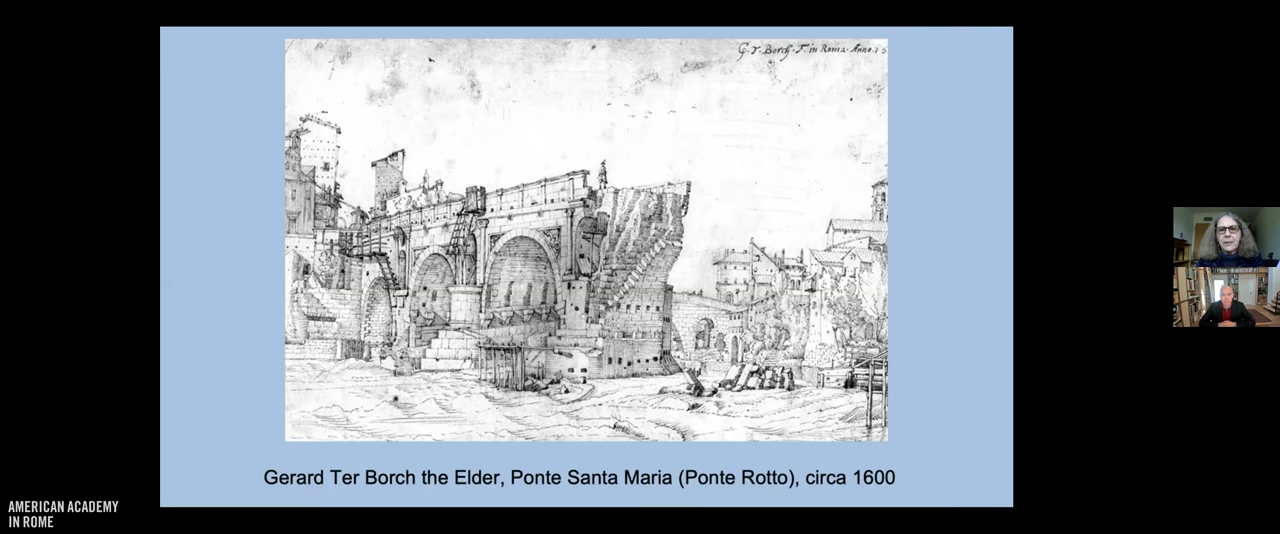 G. T. Borch. F. in Roma. Anno. 16
Gerard Ter Borch the Elder, Ponte Santa Maria (Ponte Rotto), circa 1600
AMERICAN ACADEMY
IN ROME